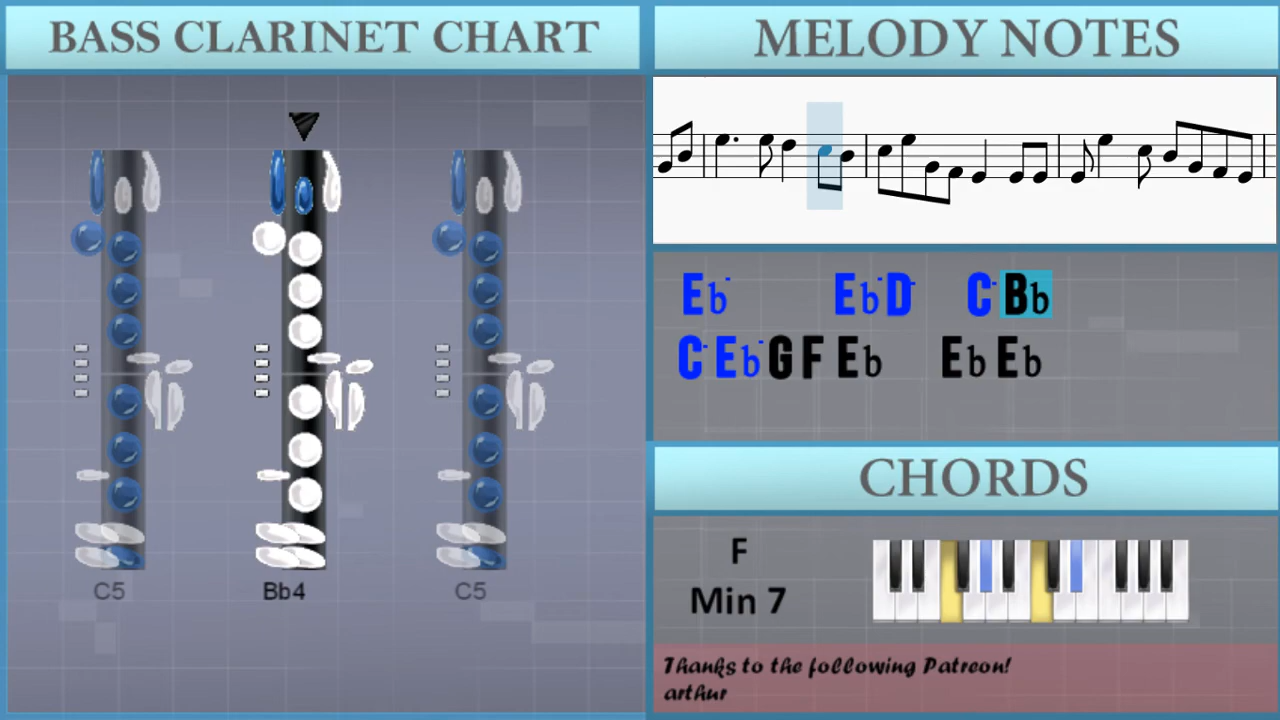 BASS CLARINET CHART
C5
Bb4
C5
MELODY NOTES
Eb- Eb- D- C- Bb
C- Eb- G F Eb Eb Eb
CHORDS
F
Min 7
Thanks to the following Patreon!
arthur